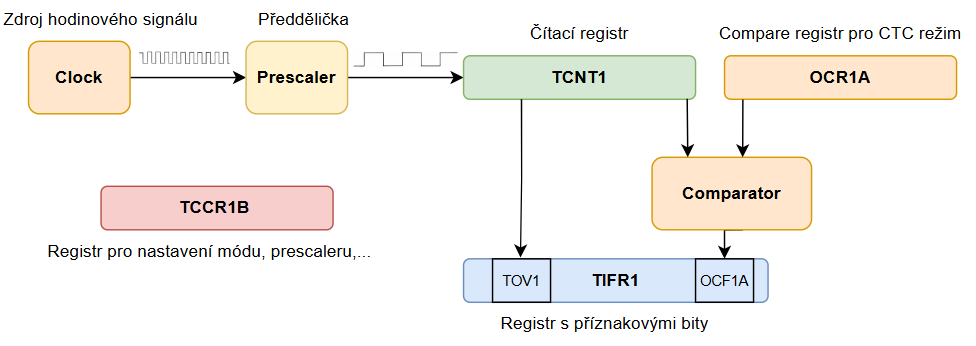 Zdroj hodinového signálu
Předdělička
Čítací registr
Compare registr pro CTC režim
Clock
Prescaler
TCNT1
OCR1A
Comparator
TCCR1B
Registr pro nastavení módu, prescaleru,...
TOV1
TIFR1
OCF1A
Registr s příznakovými bity